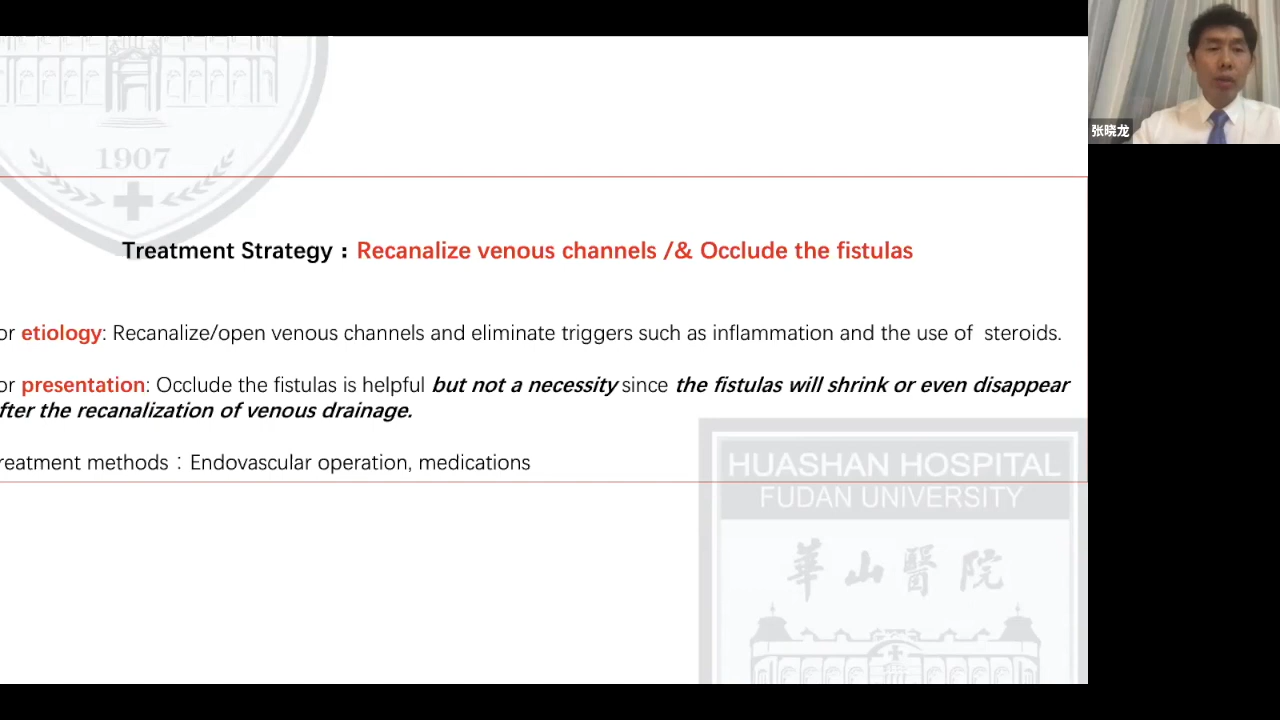 1907
张晓龙
Treatment Strategy：Recanalize venous channels /& Occlude the fistulas
or etiology: Recanalize/open venous channels and eliminate triggers such as inflammation and the use of steroids.
or presentation: Occlude the fistulas is helpful but not a necessity since the fistulas will shrink or even disappear
fter the recanalization of venous drainage.
reatment methods：Endovascular operation, medications
HUASHAN HOSPITAL
FUDAN UNIVERSITY
華山醫院